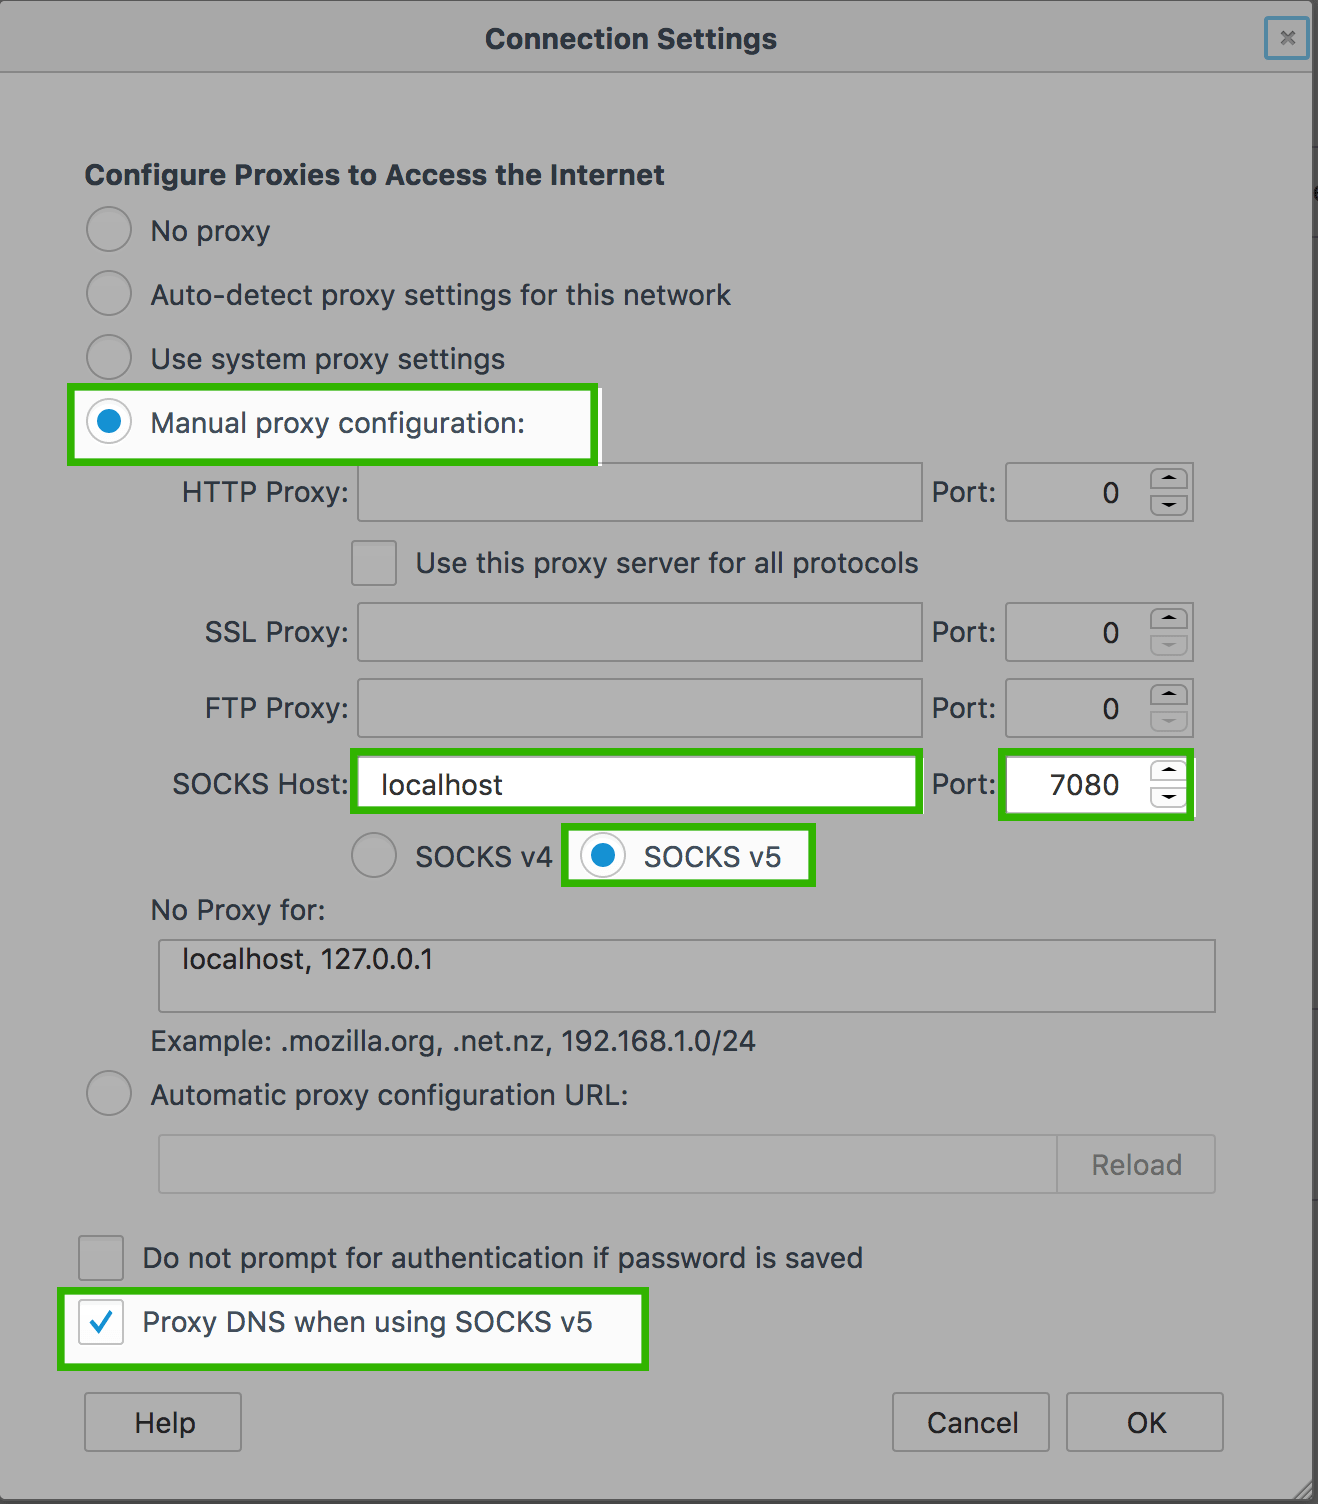 Connection Settings
Configure Proxies to Access the Internet
No proxy
Auto-detect proxy settings for this network
Use system proxy settings
Manual proxy configuration:
HTTP Proxy: Port: 0
Use this proxy server for all protocols
SSL Proxy: Port: 0
FTP Proxy: Port: 0
SOCKS Host: localhost Port: 7080
SOCKS v4 SOCKS v5
No Proxy for:
localhost, 127.0.0.1
Example: .mozilla.org, .net.nz, 192.168.1.0/24
Automatic proxy configuration URL:
Reload
Do not prompt for authentication if password is saved
Proxy DNS when using SOCKS v5
Help Cancel OK